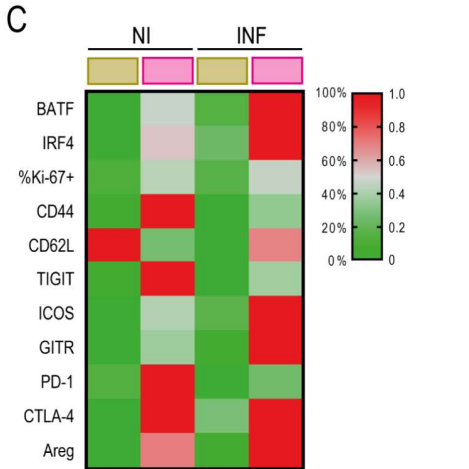 C
NI INF
BATF
IRF4
%Ki-67+
CD44
CD62L
TIGIT
ICOS
GITR
PD-1
CTLA-4
Areg
100% 1.0
80% 0.8
60% 0.6
40% 0.4
20% 0.2
0% 0